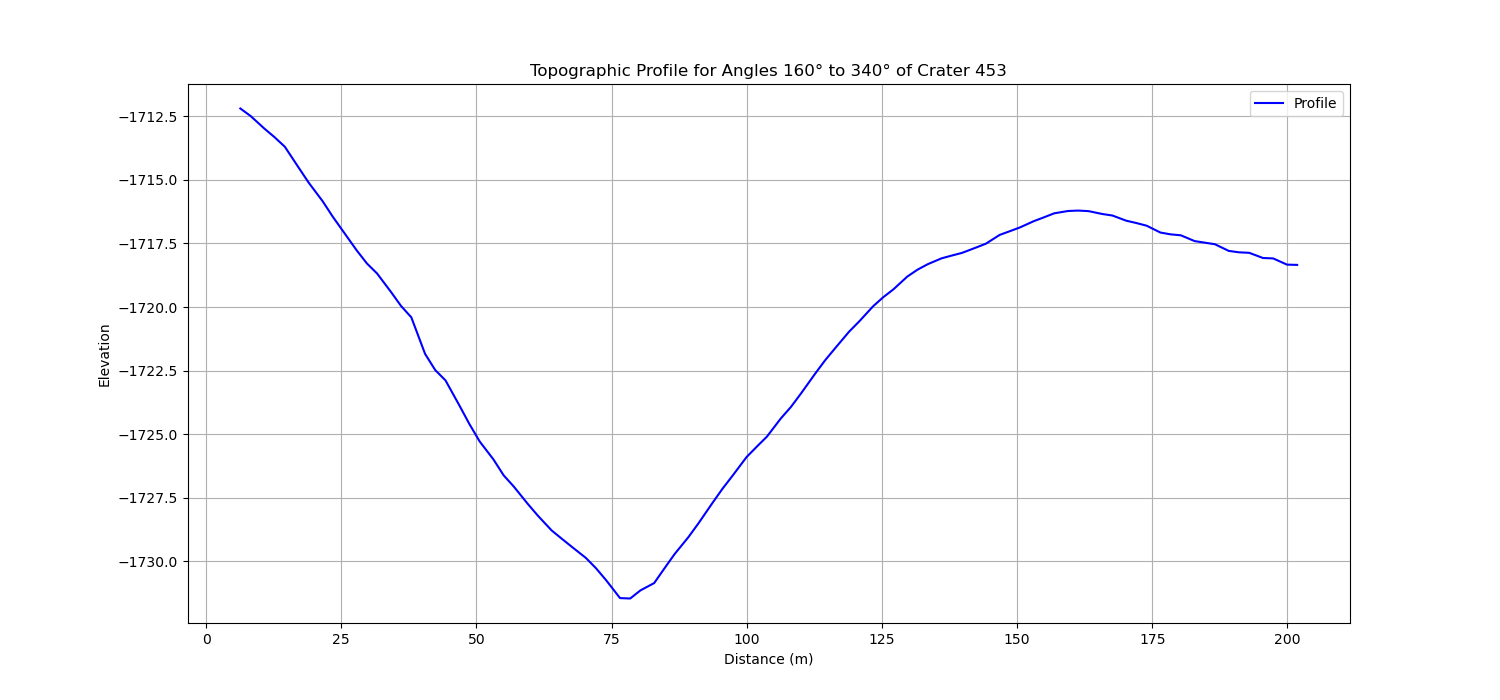 Topographic Profile for Angles 160° to 340° of Crater 453
Profile
−1712.5
−1715.0
−1717.5
−1720.0
−1722.5
−1725.0
−1727.5
−1730.0
Elevation
0 25 50 75 100 125 150 175 200
Distance (m)